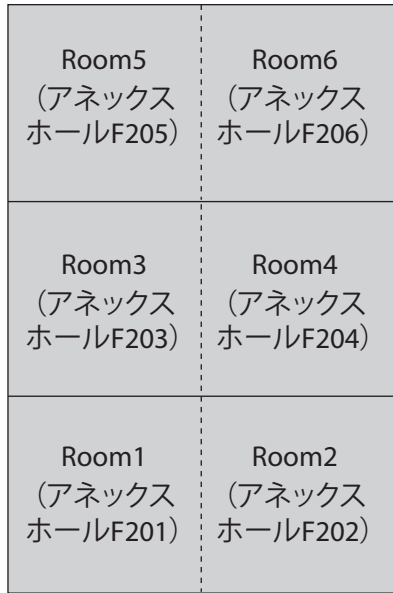 Room5
（アネックス
ホールF205）
Room6
（アネックス
ホールF206）
Room3
（アネックス
ホールF203）
Room4
（アネックス
ホールF204）
Room1
（アネックス
ホールF201）
Room2
（アネックス
ホールF202）